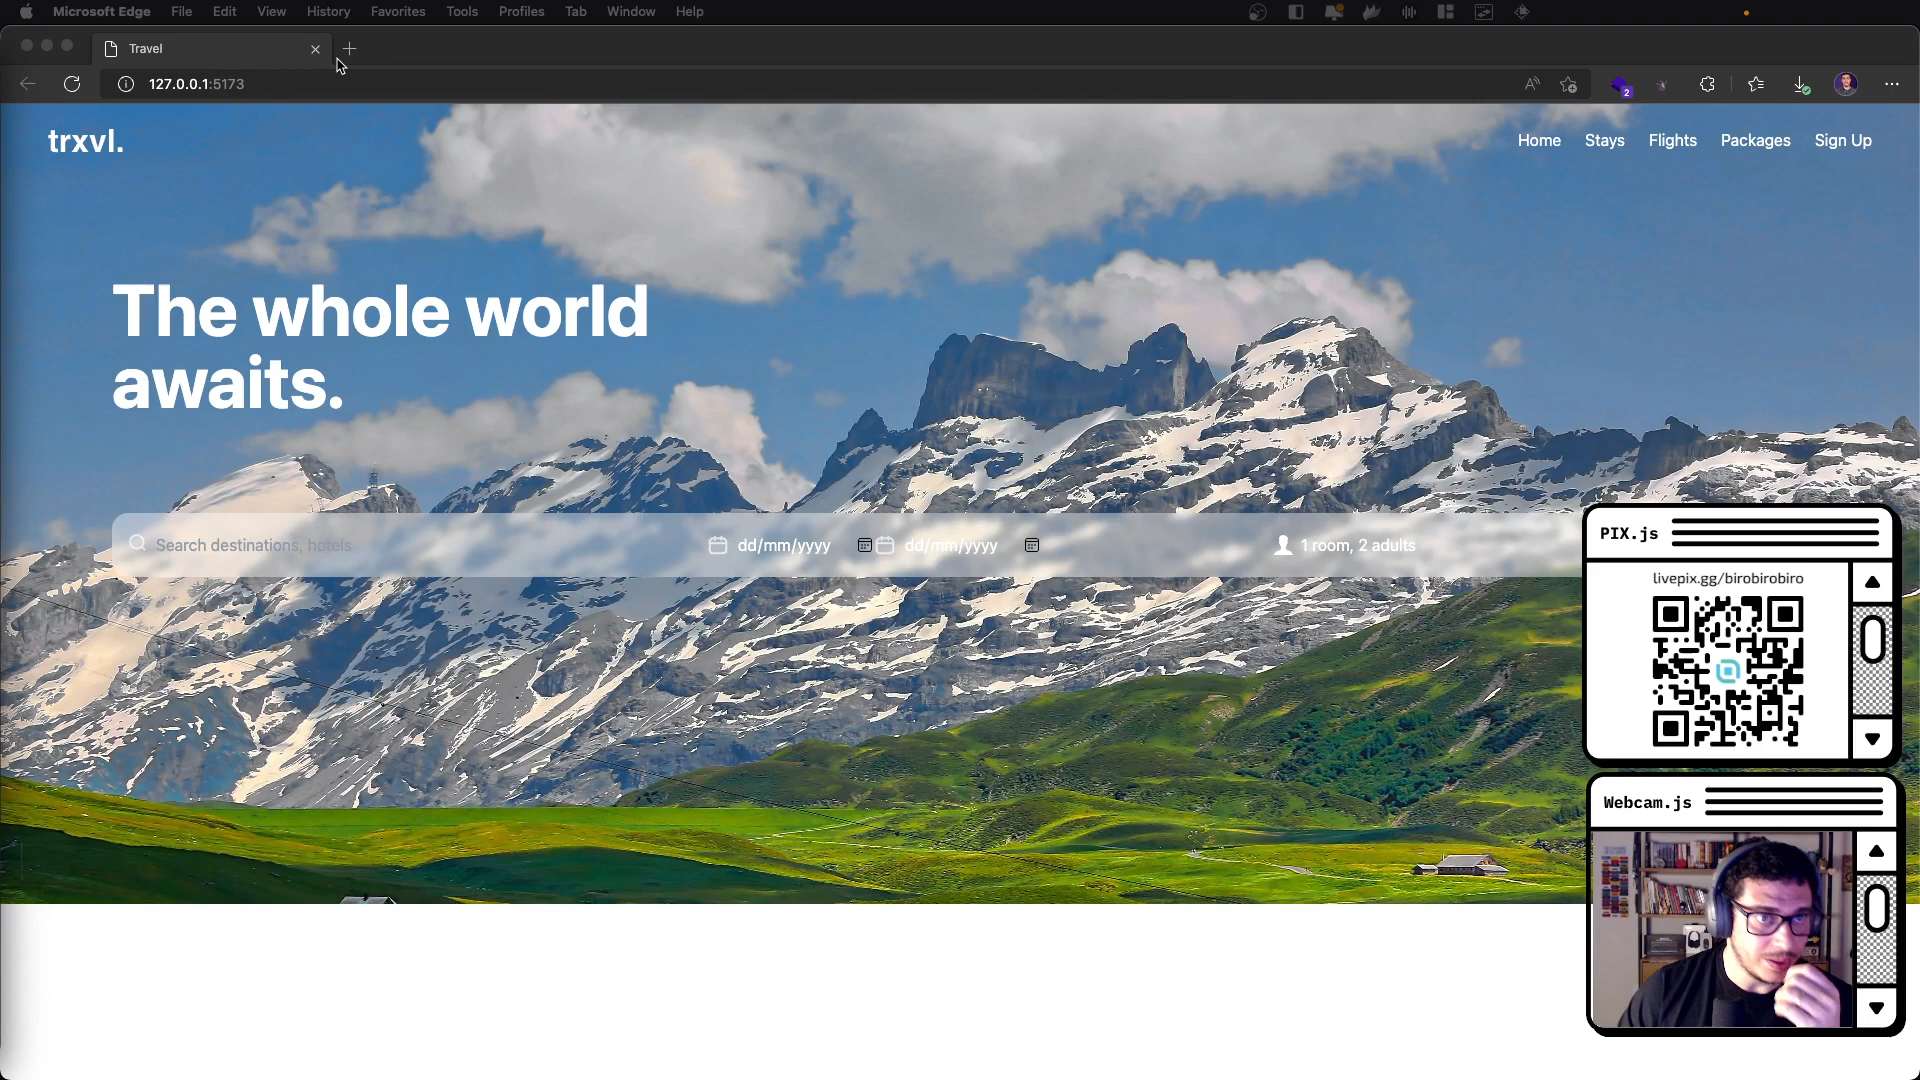 Microsoft Edge File Edit View History Favorites Tools Profiles Tab Window Help
Travel
127.0.0.1:5173
2
trxvl.
Home Stays Flights Packages Sign Up
The whole world
awaits.
Search destinations, hotels dd/mm/yyyy dd/mm/yyyy 1 room, 2 adults
PIX.js
livepix.gg/birobirobiro
Webcam.js